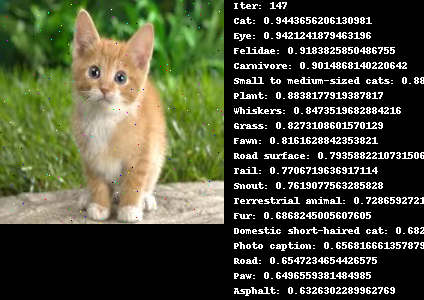 Iter: 147
Cat: 0.9443656206130981
Eye: 0.9421241879463196
Felidae: 0.9183825850486755
Carnivore: 0.9014868140220642
Small to medium-sized cats: 0.88
Plant: 0.8838177919387817
Whiskers: 0.8473519682884216
Grass: 0.8273108601570129
Fawn: 0.8161628842353821
Road surface: 0.7935882210731506
Tail: 0.7706719636917114
Snout: 0.7619077563285828
Terrestrial animal: 0.7286592721
Fur: 0.6868245005607605
Domestic short-haired cat: 0.682
Photo caption: 0.656816661357879
Road: 0.6547234654426575
Paw: 0.6496559381484985
Asphalt: 0.6326302289962769